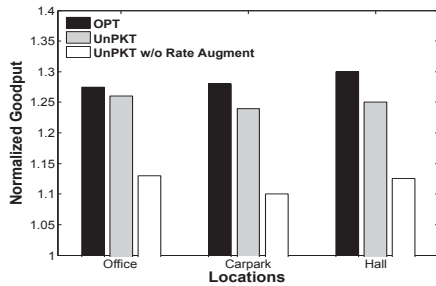 1.4
1.35
1.3
1.25
1.2
1.15
1.1
1.05
1
Normalized Goodput
OPT
UnPKT
UnPKT w/o Rate Augment
Office Carpark Hall
Locations